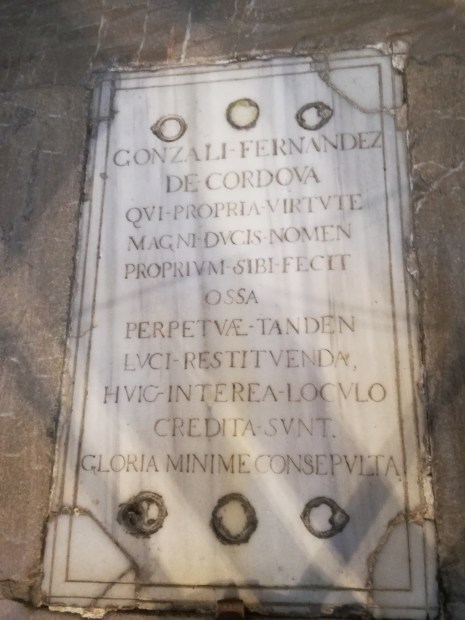 GONZALI-FERNANDEZ
DE-CORDOVA
QVI-PROPRIA-VIRTVTE
MAGNI-DVCIS-NOMEN
PROPRIVM-SIBI-FECIT
OSSA
PERPETVÆ-TANDEN
LVCI-RESTITVENDA,
HVIC-INTEREA-LOCVLO
CREDITA-SVNT.
GLORIA MINIME CONSEPVLTA